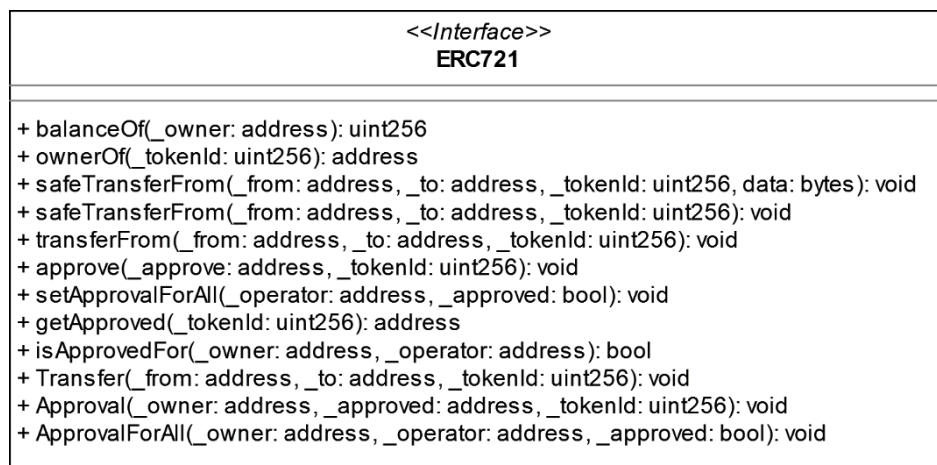 <<Interface>>
ERC721
+ balanceOf(_owner: address): uint256
+ ownerOf(_tokenId: uint256): address
+ safeTransferFrom(_from: address, _to: address, _tokenId: uint256, data: bytes): void
+ safeTransferFrom(_from: address, _to: address, _tokenId: uint256): void
+ transferFrom(_from: address, _to: address, _tokenId: uint256): void
+ approve(_approve: address, _tokenId: uint256): void
+ setApprovalForAll(_operator: address, _approved: bool): void
+ getApproved(_tokenId: uint256): address
+ isApprovedFor(_owner: address, _operator: address): bool
+ Transfer(_from: address, _to: address, _tokenId: uint256): void
+ Approval(_owner: address, _approved: address, _tokenId: uint256): void
+ ApprovalForAll(_owner: address, _operator: address, _approved: bool): void